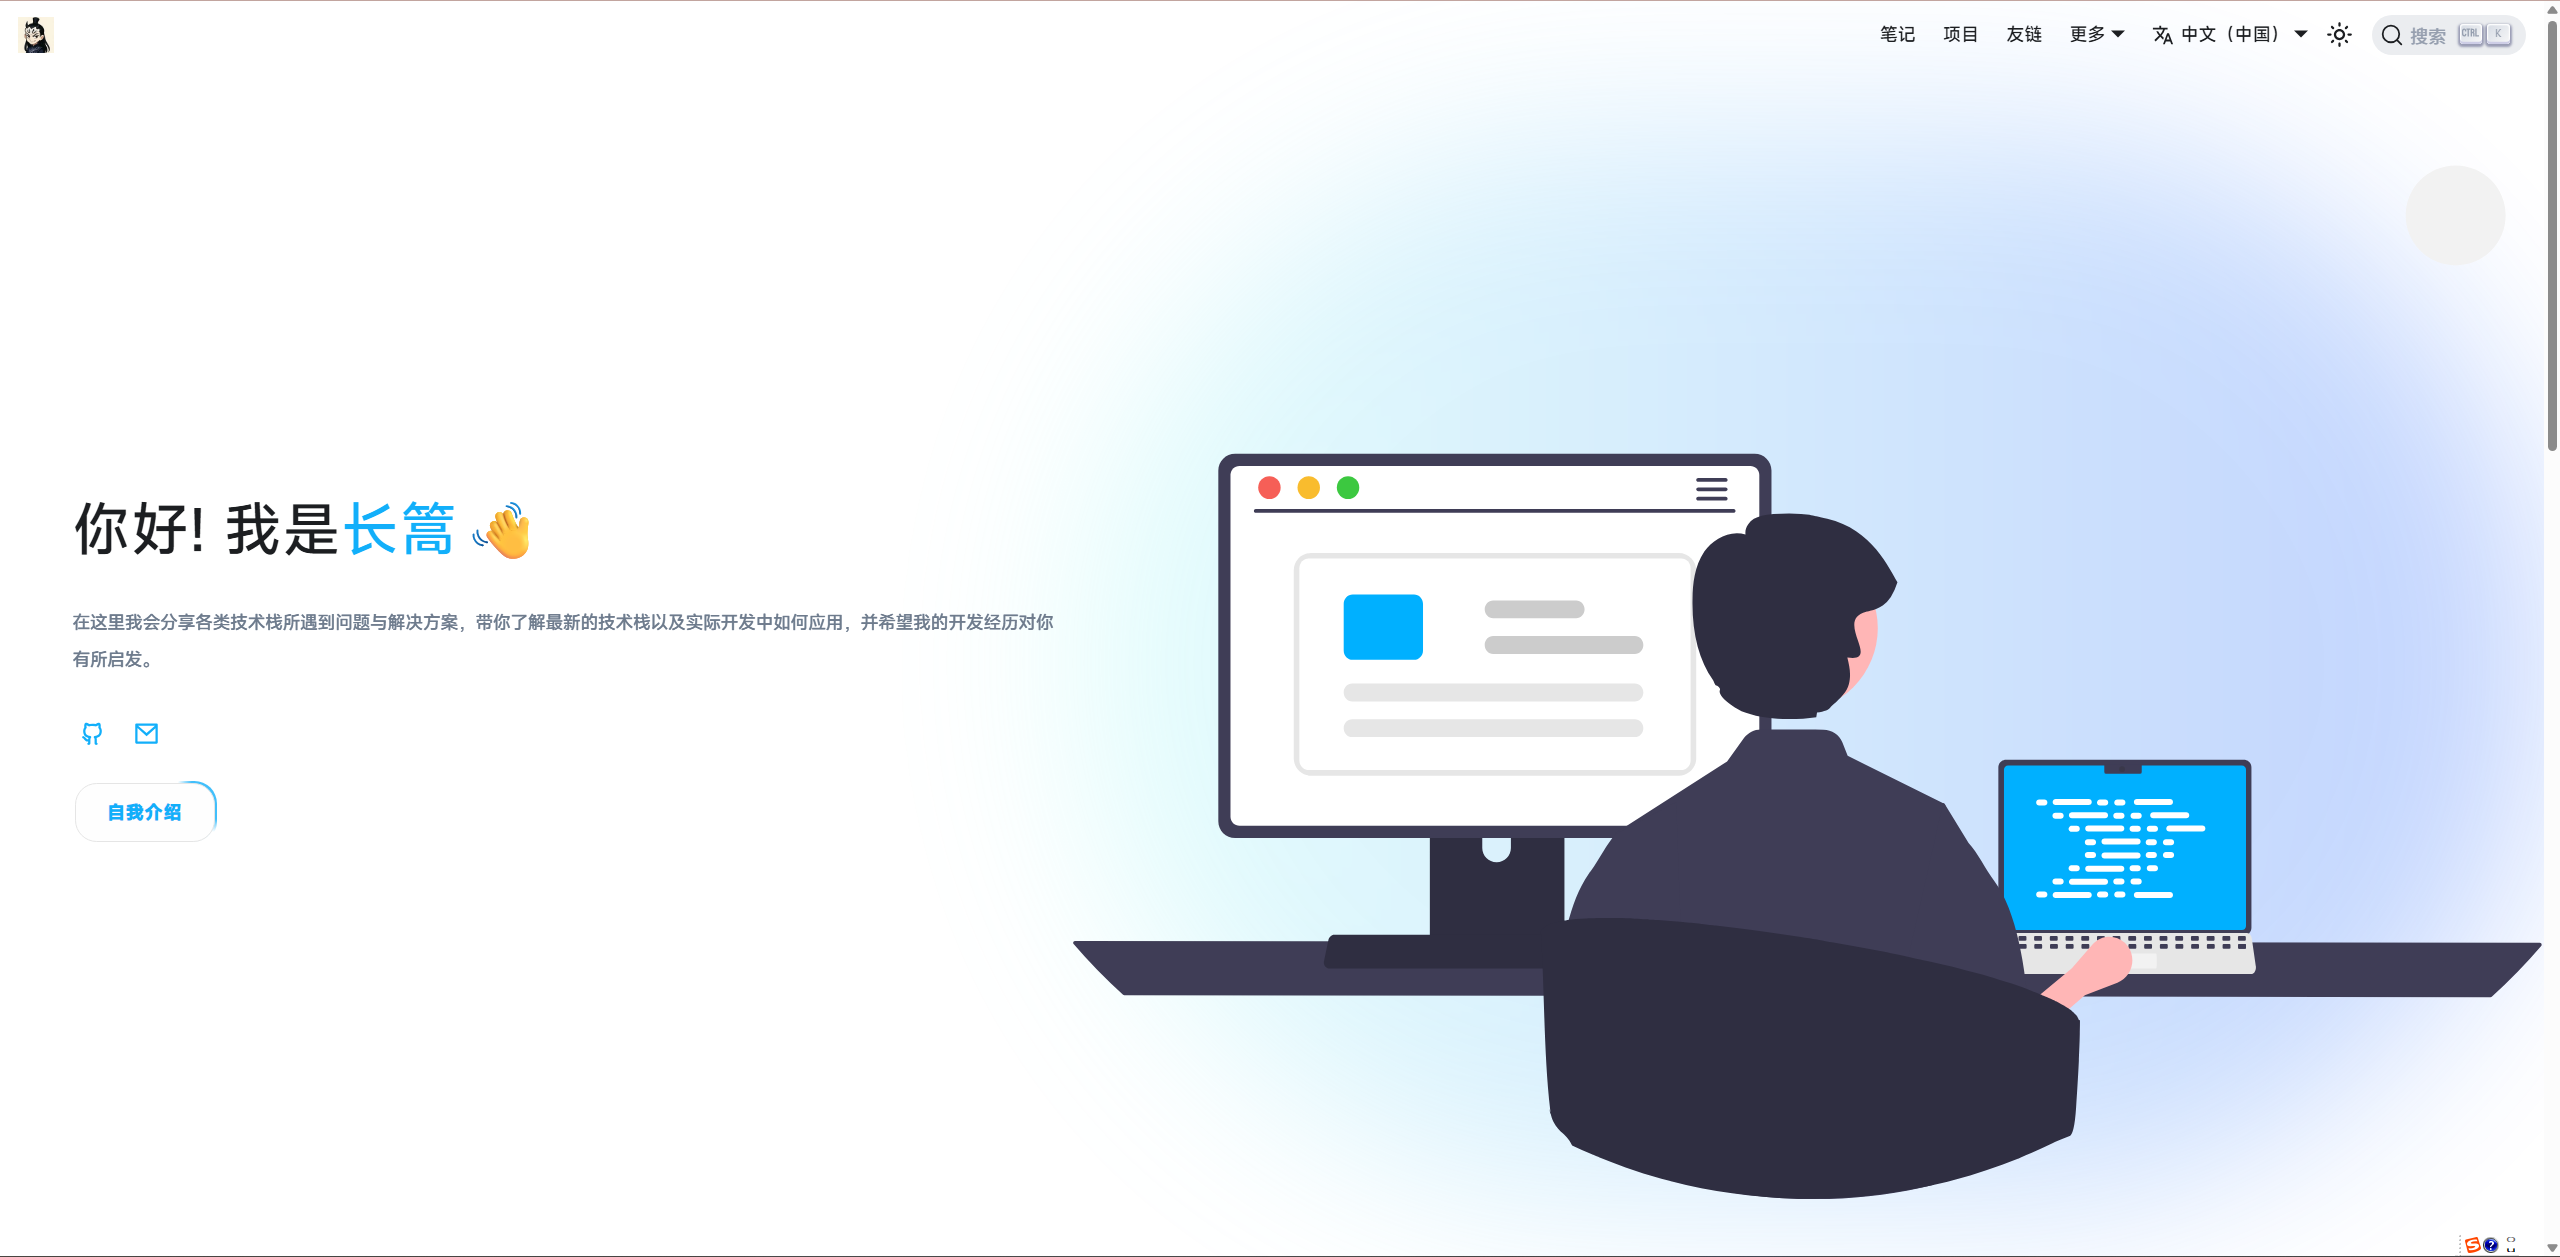 笔记 项目 友链 更多 中文（中国） 搜索 CTRL K
你好! 我是长篙 👋
在这里我会分享各类技术栈所遇到问题与解决方案，带你了解最新的技术栈以及实际开发中如何应用，并希望我的开发经历对你
有所启发。
自我介绍